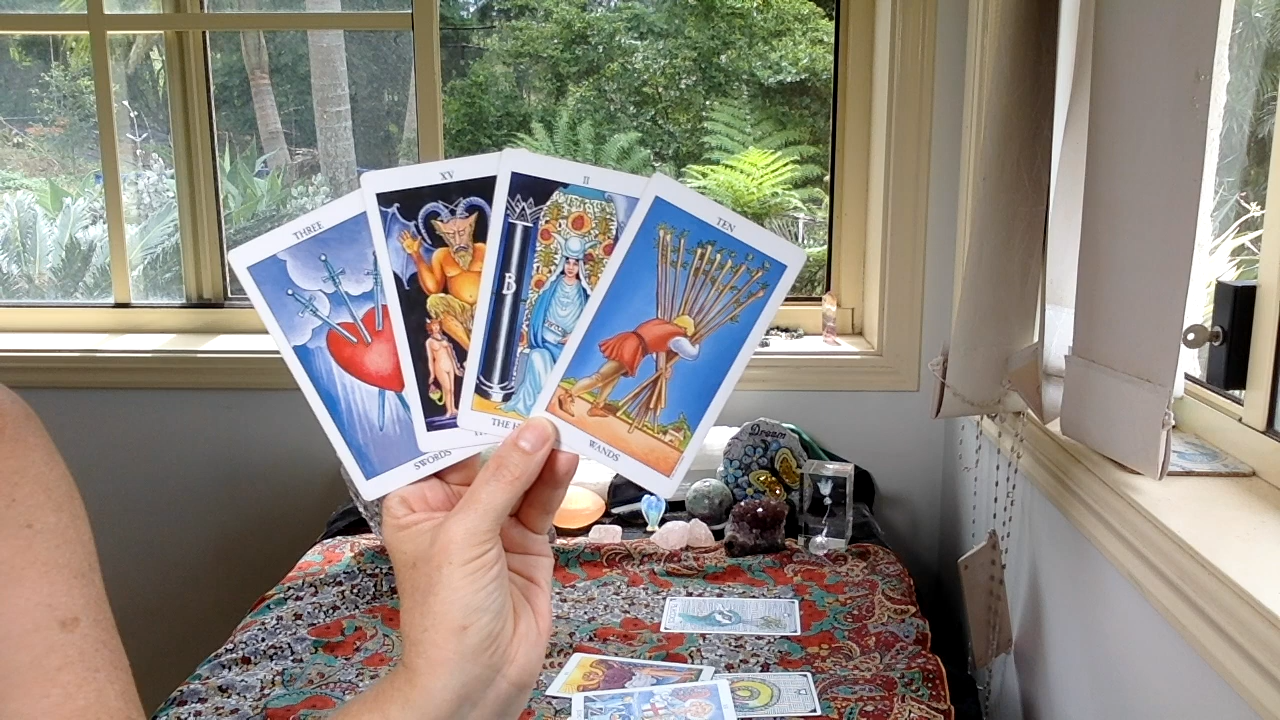 THREE
SWORDS
XV
II
B
THE H
TEN
WANDS
Dream